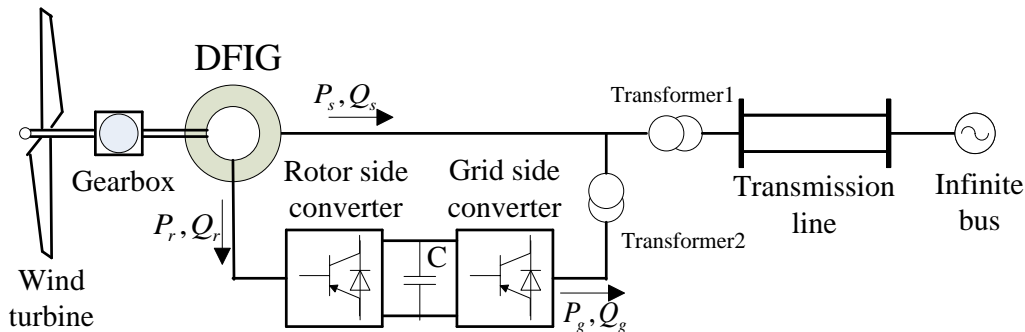 DFIG
P_s, Q_s
Transformer1
Gearbox
Rotor side
converter
Grid side
converter
Transmission
line
Infinite
bus
P_r, Q_r
Transformer2
C
Wind
turbine
P_g, Q_g